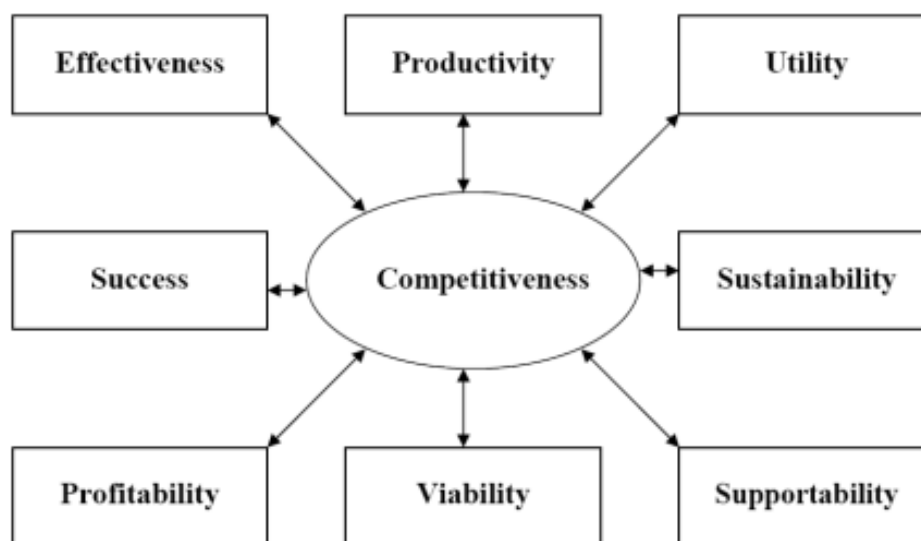 Effectiveness
Productivity
Utility
Success
Competitiveness
Sustainability
Profitability
Viability
Supportability